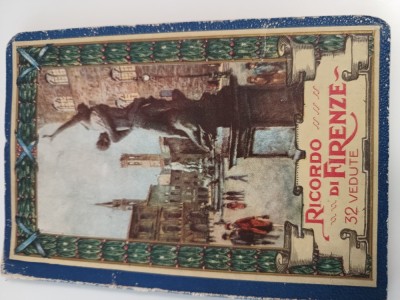 RICORDO
DI FIRENZE
32 VEDUTE